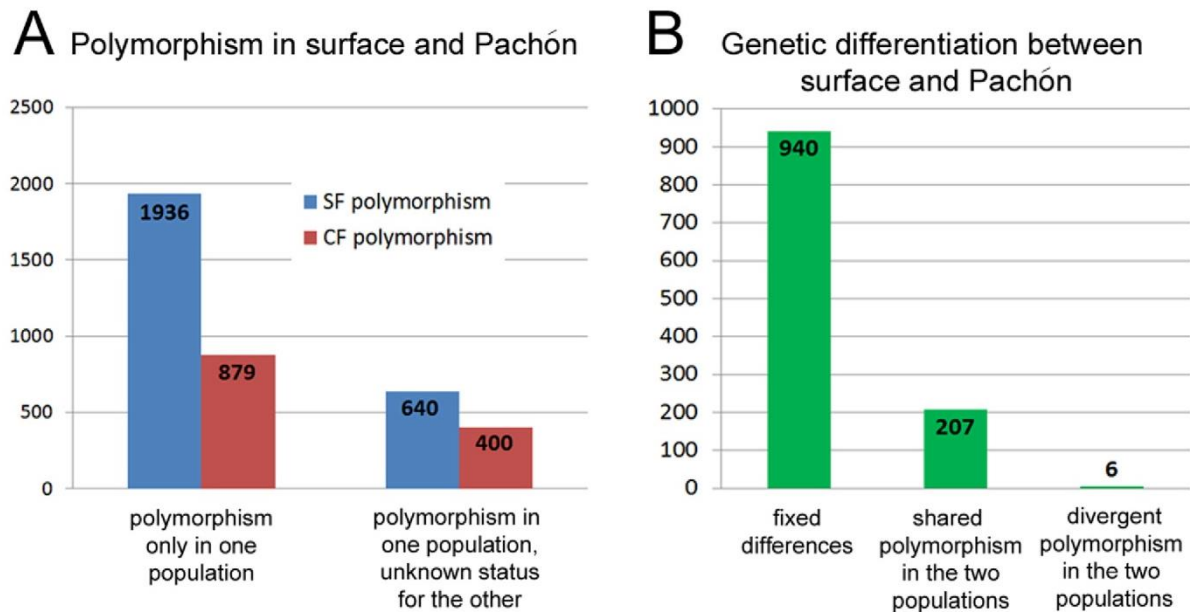 A Polymorphism in surface and Pachón
2500
2000
1500
1000
500
0
1936
879
640
400
SF polymorphism
CF polymorphism
polymorphism
only in one
population
polymorphism in
one population,
unknown status
for the other
B Genetic differentiation between
surface and Pachón
1000
900
800
700
600
500
400
300
200
100
0
940
207
6
fixed
differences
shared
polymorphism
in the two
populations
divergent
polymorphism
in the two
populations